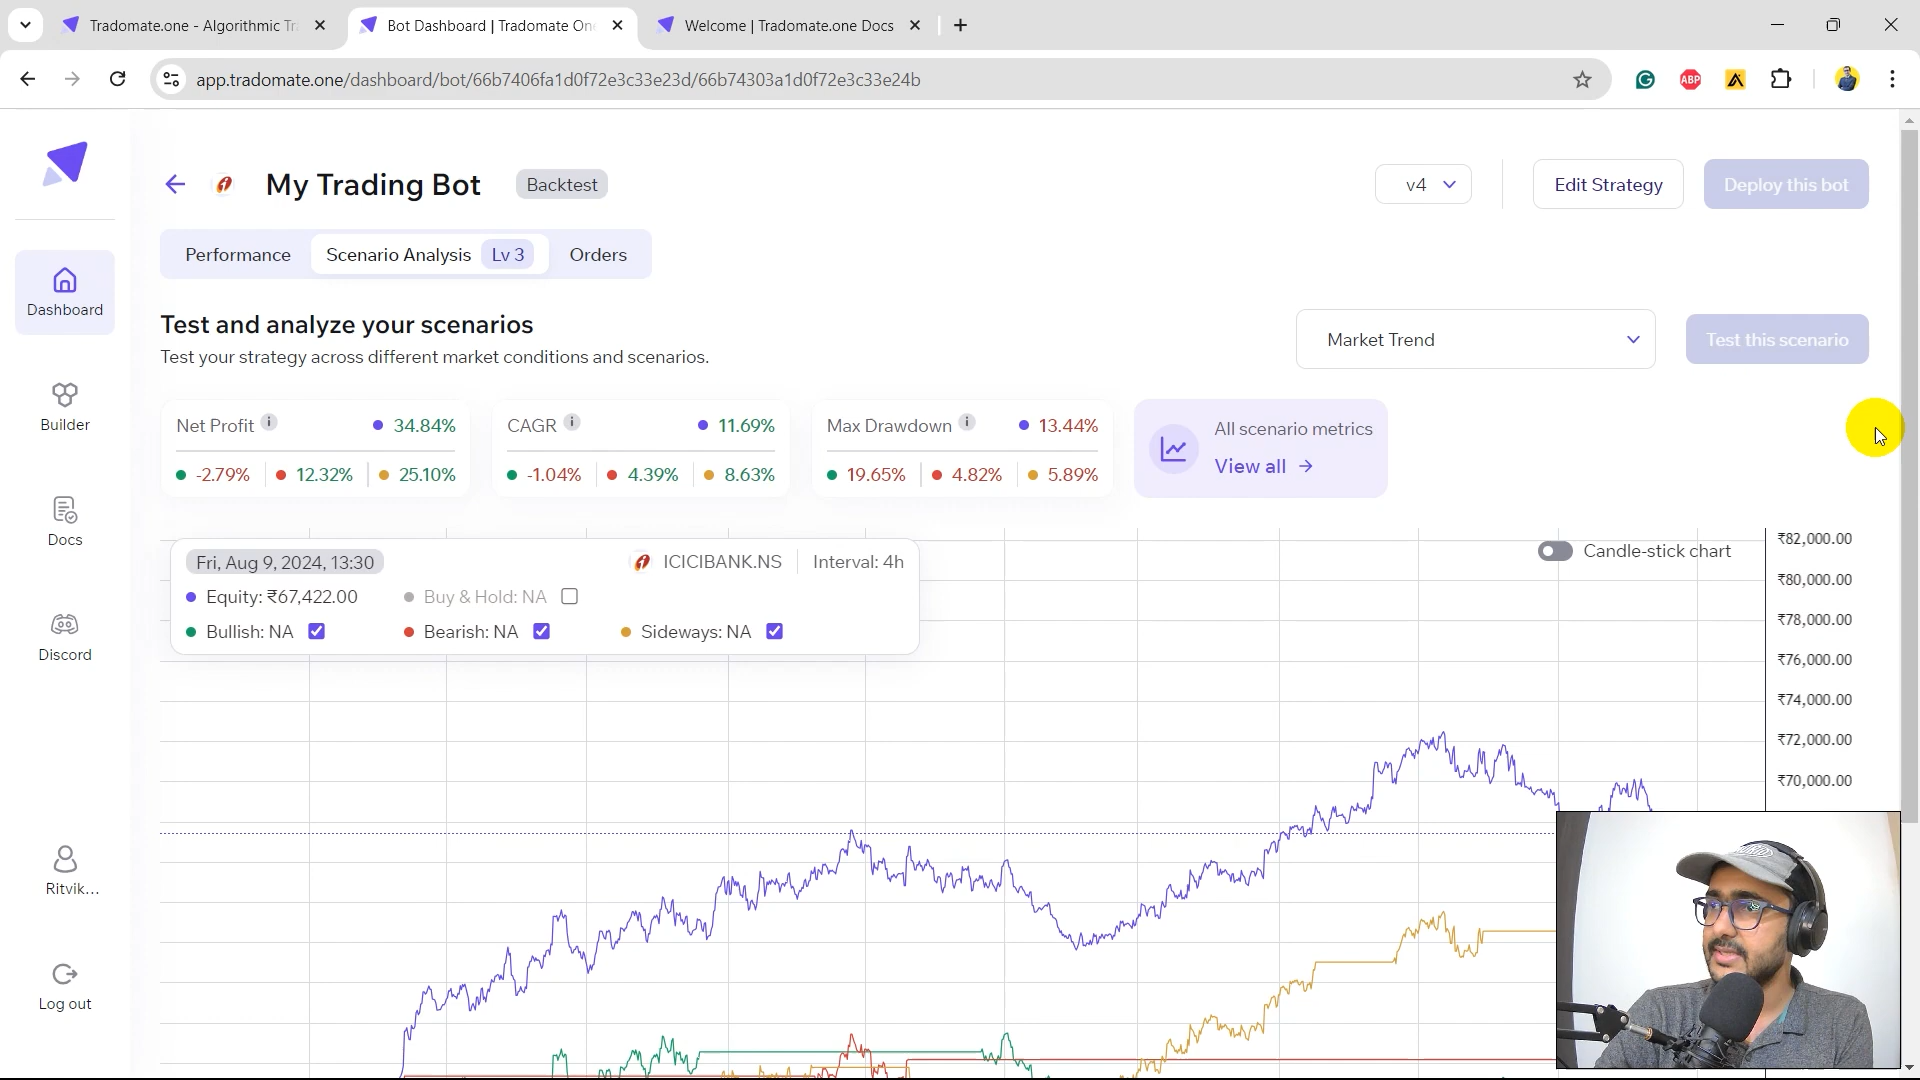 Tradomate.one - Algorithmic Tr
Bot Dashboard | Tradomate On
Welcome | Tradomate.one Docs
app.tradomate.one/dashboard/bot/66b7406fa1d0f72e3c33e23d/66b74303a1d0f72e3c33e24b
ABP
My Trading Bot
Backtest
v4
Edit Strategy
Deploy this bot
Performance
Scenario Analysis
Lv 3
Orders
Dashboard
Builder
Docs
Discord
Ritvik...
Log out
Test and analyze your scenarios
Test your strategy across different market conditions and scenarios.
Market Trend
Test this scenario
Net Profit
34.84%
-2.79%
12.32%
25.10%
CAGR
11.69%
-1.04%
4.39%
8.63%
Max Drawdown
13.44%
19.65%
4.82%
5.89%
All scenario metrics
View all →
Fri, Aug 9, 2024, 13:30
ICICIBANK.NS
Interval: 4h
Equity: ₹67,422.00
Buy & Hold: NA
Bullish: NA
Bearish: NA
Sideways: NA
Candle-stick chart
₹82,000.00
₹80,000.00
₹78,000.00
₹76,000.00
₹74,000.00
₹72,000.00
₹70,000.00